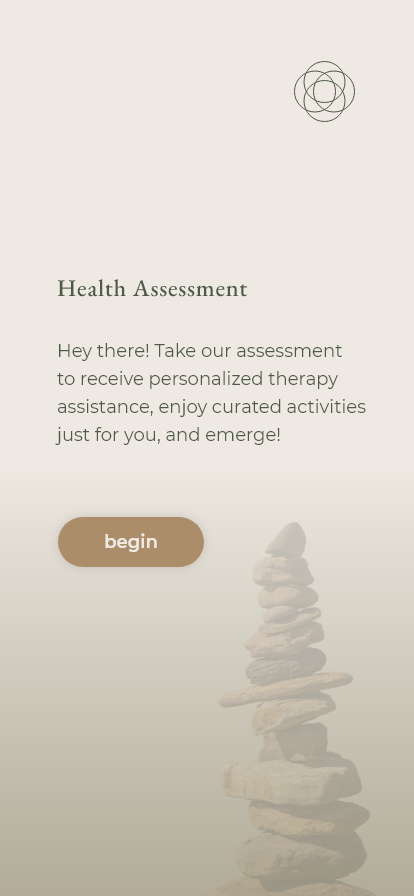 Health Assessment
Hey there! Take our assessment
to receive personalized therapy
assistance, enjoy curated activities
just for you, and emerge!
begin